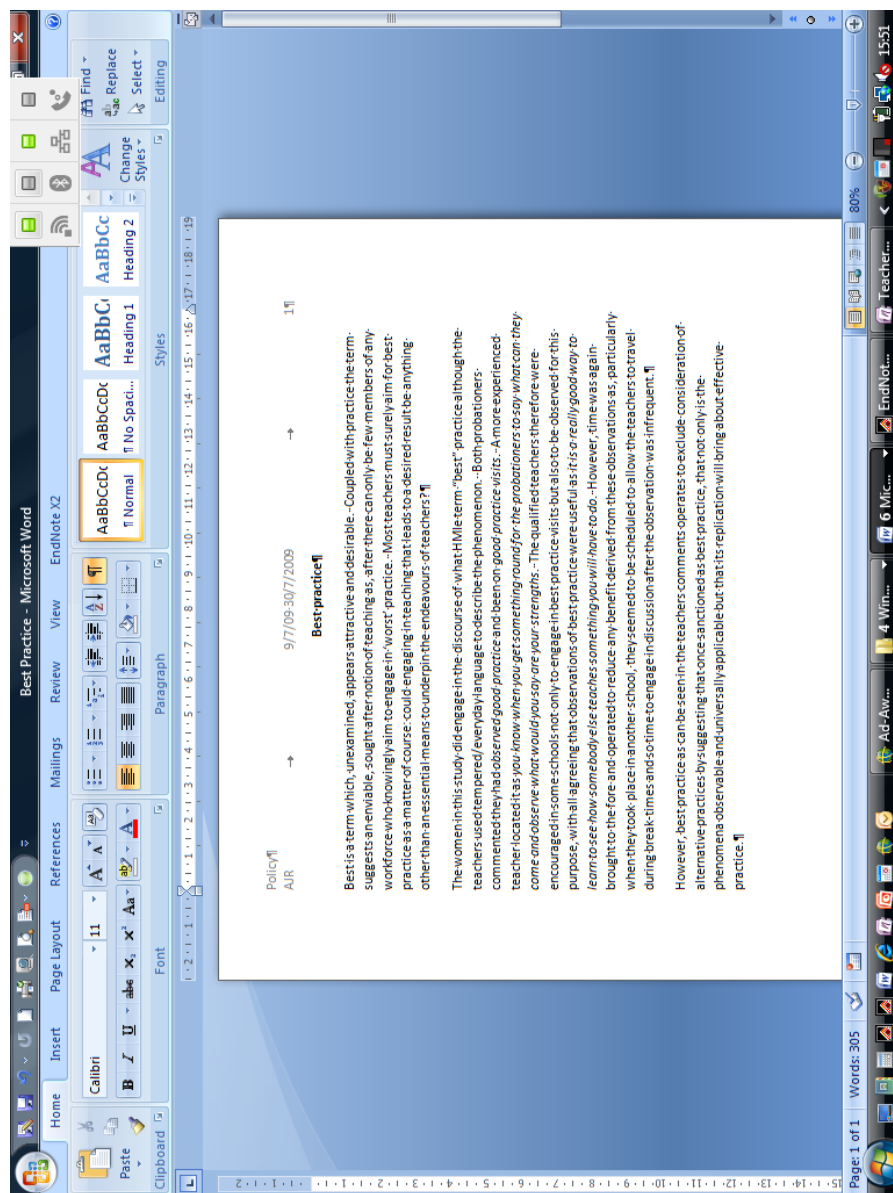 Best Practice - Microsoft Word
Home Insert Page Layout References Mailings Review View EndNote X2
Paste
Clipboard
Calibri 11
B I U abc X₂ X² Aa
Font
Paragraph
AaBbCcDc AaBbCcDc AaBbC AaBbCc
¶ Normal ¶ No Spaci... Heading 1 Heading 2
Change
Styles
Styles
Find
Replace
Select
Editing
Policy¶
AJR → 9/7/09-30/7/2009 → 1¶
Best·practice¶
Best·is·a·term·which,·unexamined,·appears·attractive·and·desirable.··Coupled·with·practice·the·term·
suggests·an·enviable,·sought·after·notion·of·teaching·as,·after·there·can·only·be·few·members·of·any·
workforce·who·knowingly·aim·to·engage·in·'worst'·practice.··Most·teachers·must·surely·aim·for·best·
practice·as·a·matter·of·course:·could·engaging·in·teaching·that·leads·to·a·desired·result·be·anything·
other·than·an·essential·means·to·underpin·the·endeavours·of·teachers?¶
The·women·in·this·study·did·engage·in·the·discourse·of·what·HMIe·term·"best"·practice·although·the·
teachers·used·tempered/everyday·language·to·describe·the·phenomenon.··Both·probationers·
commented·they·had·observed·good·practice·and·been·on·good·practice·visits.··A·more·experienced·
teacher·located·it·as·you·know·when·you·get·something·round·for·the·probationers·to·say·what·can·they·
come·and·observe·what·would·you·say·are·your·strengths.··The·qualified·teachers·therefore·were·
encouraged·in·some·schools·not·only·to·engage·in·best·practice·visits·but·also·to·be·observed·for·this·
purpose,·with·all·agreeing·that·observations·of·best·practice·were·useful·as·it·is·a·really·good·way·to·
learn·to·see·how·somebody·else·teaches·something·you·will·have·to·do.··However,·time·was·again·
brought·to·the·fore·and·operated·to·reduce·any·benefit·derived·from·these·observations·as,·particularly·
when·they·took·place·in·another·school,·they·seemed·to·be·scheduled·to·allow·the·teachers·to·travel·
during·break·times·and·so·time·to·engage·in·discussion·after·the·observation·was·infrequent.¶
However,·best·practice·as·can·be·seen·in·the·teachers·comments·operates·to·exclude·consideration·of·
alternative·practices·by·suggesting·that·once·sanctioned·as·best·practice,·that·not·only·is·the·
phenomena·observable·and·universally·applicable·but·that·its·replication·will·bring·about·effective·
practice.¶
Page: 1 of 1 Words: 305 80%
Adr Aw... 4 Win... 6 Mic... EndNot... Teacher... 15:51